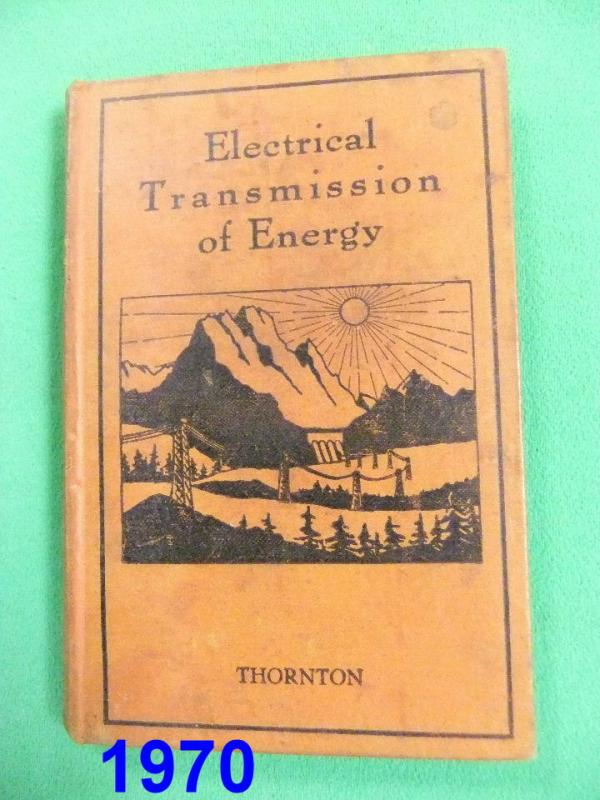 Electrical
Transmission
of Energy
THORNTON
1970